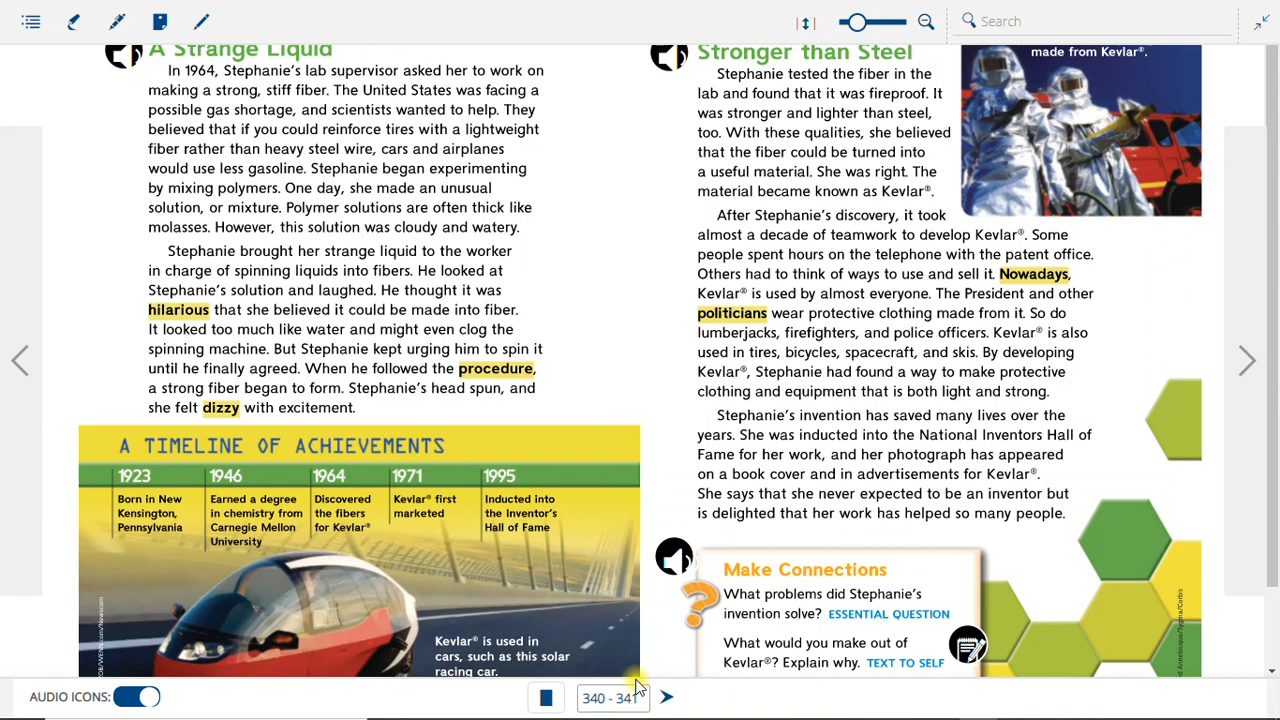 Search
A Strange Liquid
In 1964, Stephanie's lab supervisor asked her to work on
making a strong, stiff fiber. The United States was facing a
possible gas shortage, and scientists wanted to help. They
believed that if you could reinforce tires with a lightweight
fiber rather than heavy steel wire, cars and airplanes
would use less gasoline. Stephanie began experimenting
by mixing polymers. One day, she made an unusual
solution, or mixture. Polymer solutions are often thick like
molasses. However, this solution was cloudy and watery.
Stephanie brought her strange liquid to the worker
in charge of spinning liquids into fibers. He looked at
Stephanie's solution and laughed. He thought it was
hilarious that she believed it could be made into fiber.
It looked too much like water and might even clog the
spinning machine. But Stephanie kept urging him to spin it
until he finally agreed. When he followed the procedure,
a strong fiber began to form. Stephanie's head spun, and
she felt dizzy with excitement.
A TIMELINE OF ACHIEVEMENTS
1923
Born in New
Kensington,
Pennsylvania
1946
Earned a degree
in chemistry from
Carnegie Mellon
University
1964
Discovered
the fibers
for Kevlar®
1971
Kevlar® first
marketed
1995
Inducted into
the Inventor's
Hall of Fame
Kevlar® is used in
cars, such as this solar
racing car.
Stronger than Steel
made from Kevlar®.
Stephanie tested the fiber in the
lab and found that it was fireproof. It
was stronger and lighter than steel,
too. With these qualities, she believed
that the fiber could be turned into
a useful material. She was right. The
material became known as Kevlar®.
After Stephanie's discovery, it took
almost a decade of teamwork to develop Kevlar®. Some
people spent hours on the telephone with the patent office.
Others had to think of ways to use and sell it. Nowadays,
Kevlar® is used by almost everyone. The President and other
politicians wear protective clothing made from it. So do
lumberjacks, firefighters, and police officers. Kevlar® is also
used in tires, bicycles, spacecraft, and skis. By developing
Kevlar®, Stephanie had found a way to make protective
clothing and equipment that is both light and strong.
Stephanie's invention has saved many lives over the
years. She was inducted into the National Inventors Hall of
Fame for her work, and her photograph has appeared
on a book cover and in advertisements for Kevlar®.
She says that she never expected to be an inventor but
is delighted that her work has helped so many people.
Make Connections
What problems did Stephanie's
invention solve? ESSENTIAL QUESTION
What would you make out of
Kevlar®? Explain why. TEXT TO SELF
AUDIO ICONS:
340 - 341